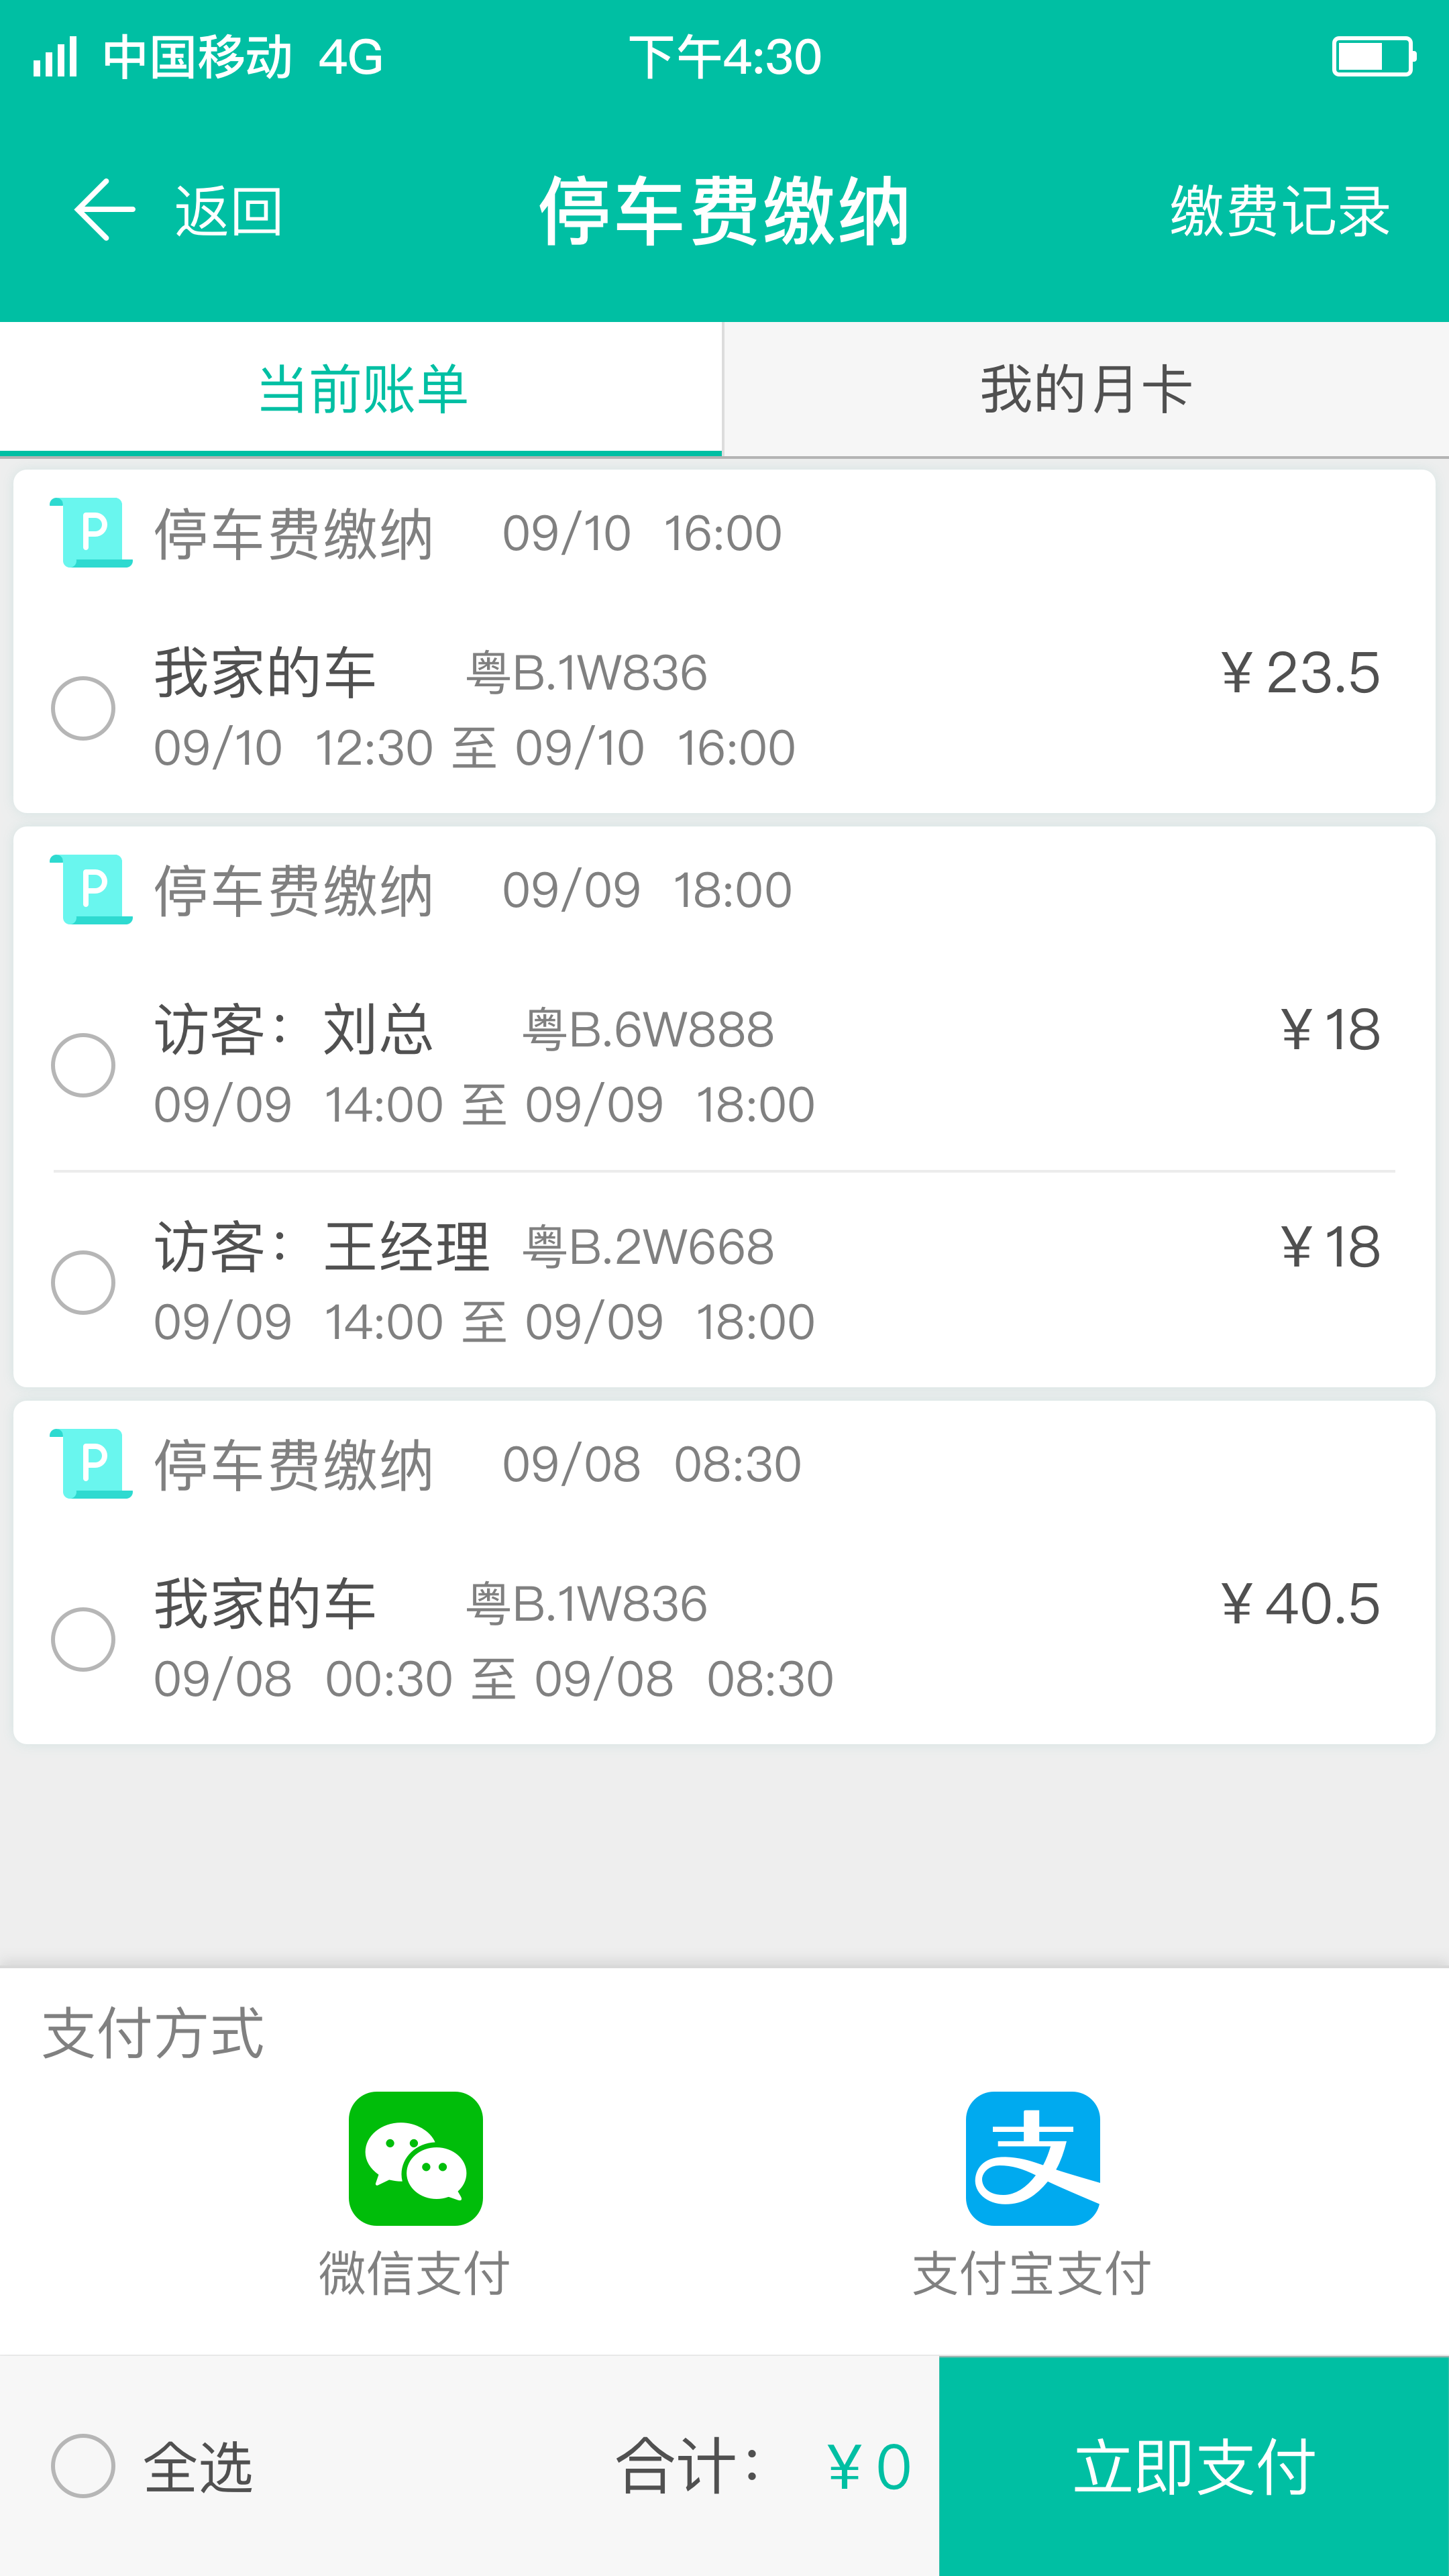 中国移动 4G 下午4:30
返回 停车费缴纳 缴费记录
当前账单 我的月卡
P 停车费缴纳 09/10 16:00
我家的车 粤B.1W836 ¥23.5
09/10 12:30 至 09/10 16:00
P 停车费缴纳 09/09 18:00
访客：刘总 粤B.6W888 ¥18
09/09 14:00 至 09/09 18:00
访客：王经理 粤B.2W668 ¥18
09/09 14:00 至 09/09 18:00
P 停车费缴纳 09/08 08:30
我家的车 粤B.1W836 ¥40.5
09/08 00:30 至 09/08 08:30
支付方式
支
微信支付 支付宝支付
全选 合计： ¥0 立即支付